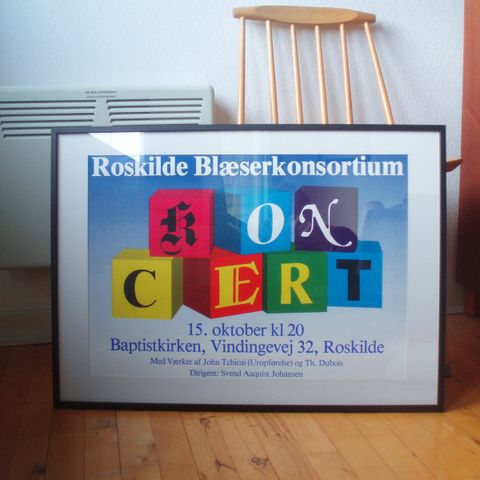 Roskilde Blæserkonsortium
KON
CERT
15. oktober kl 20
Baptistkirken, Vindingevej 32, Roskilde
Med Værker af John Tchicai (Uropførelse) og Th. Dubois
Dirigent: Svend Aaquist Johansen